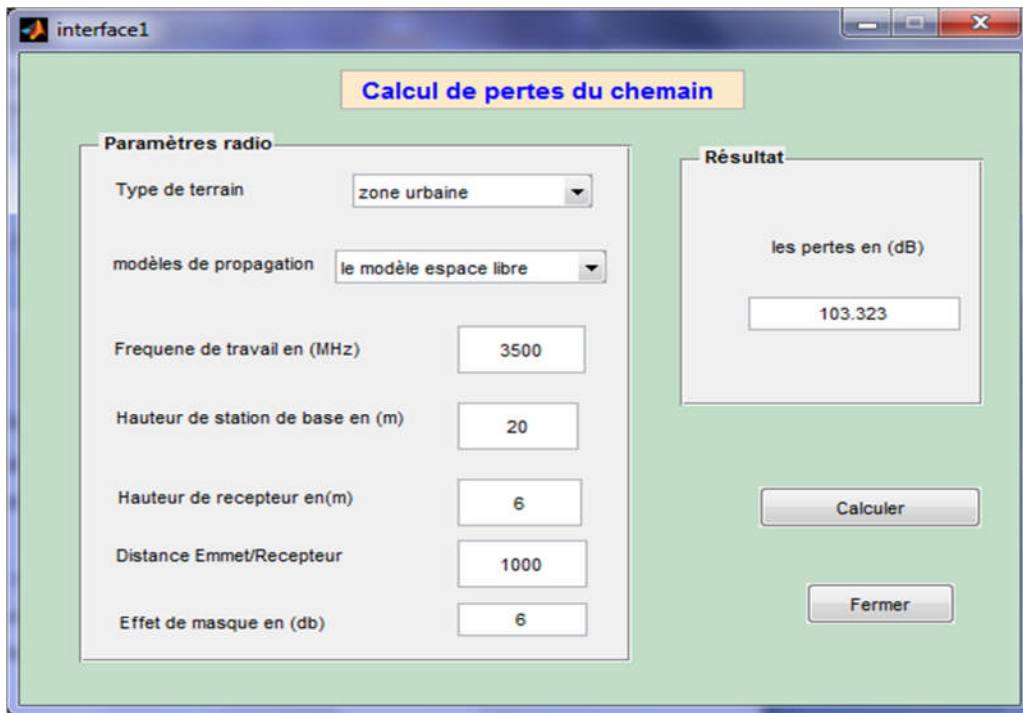 interface1
Calcul de pertes du chemain
Paramètres radio
Type de terrain
zone urbaine
modèles de propagation
le modèle espace libre
Frequene de travail en (MHz)
3500
Hauteur de station de base en (m)
20
Hauteur de recepteur en(m)
6
Distance Emmet/Recepteur
1000
Effet de masque en (db)
6
Résultat
les pertes en (dB)
103.323
Calculer
Fermer